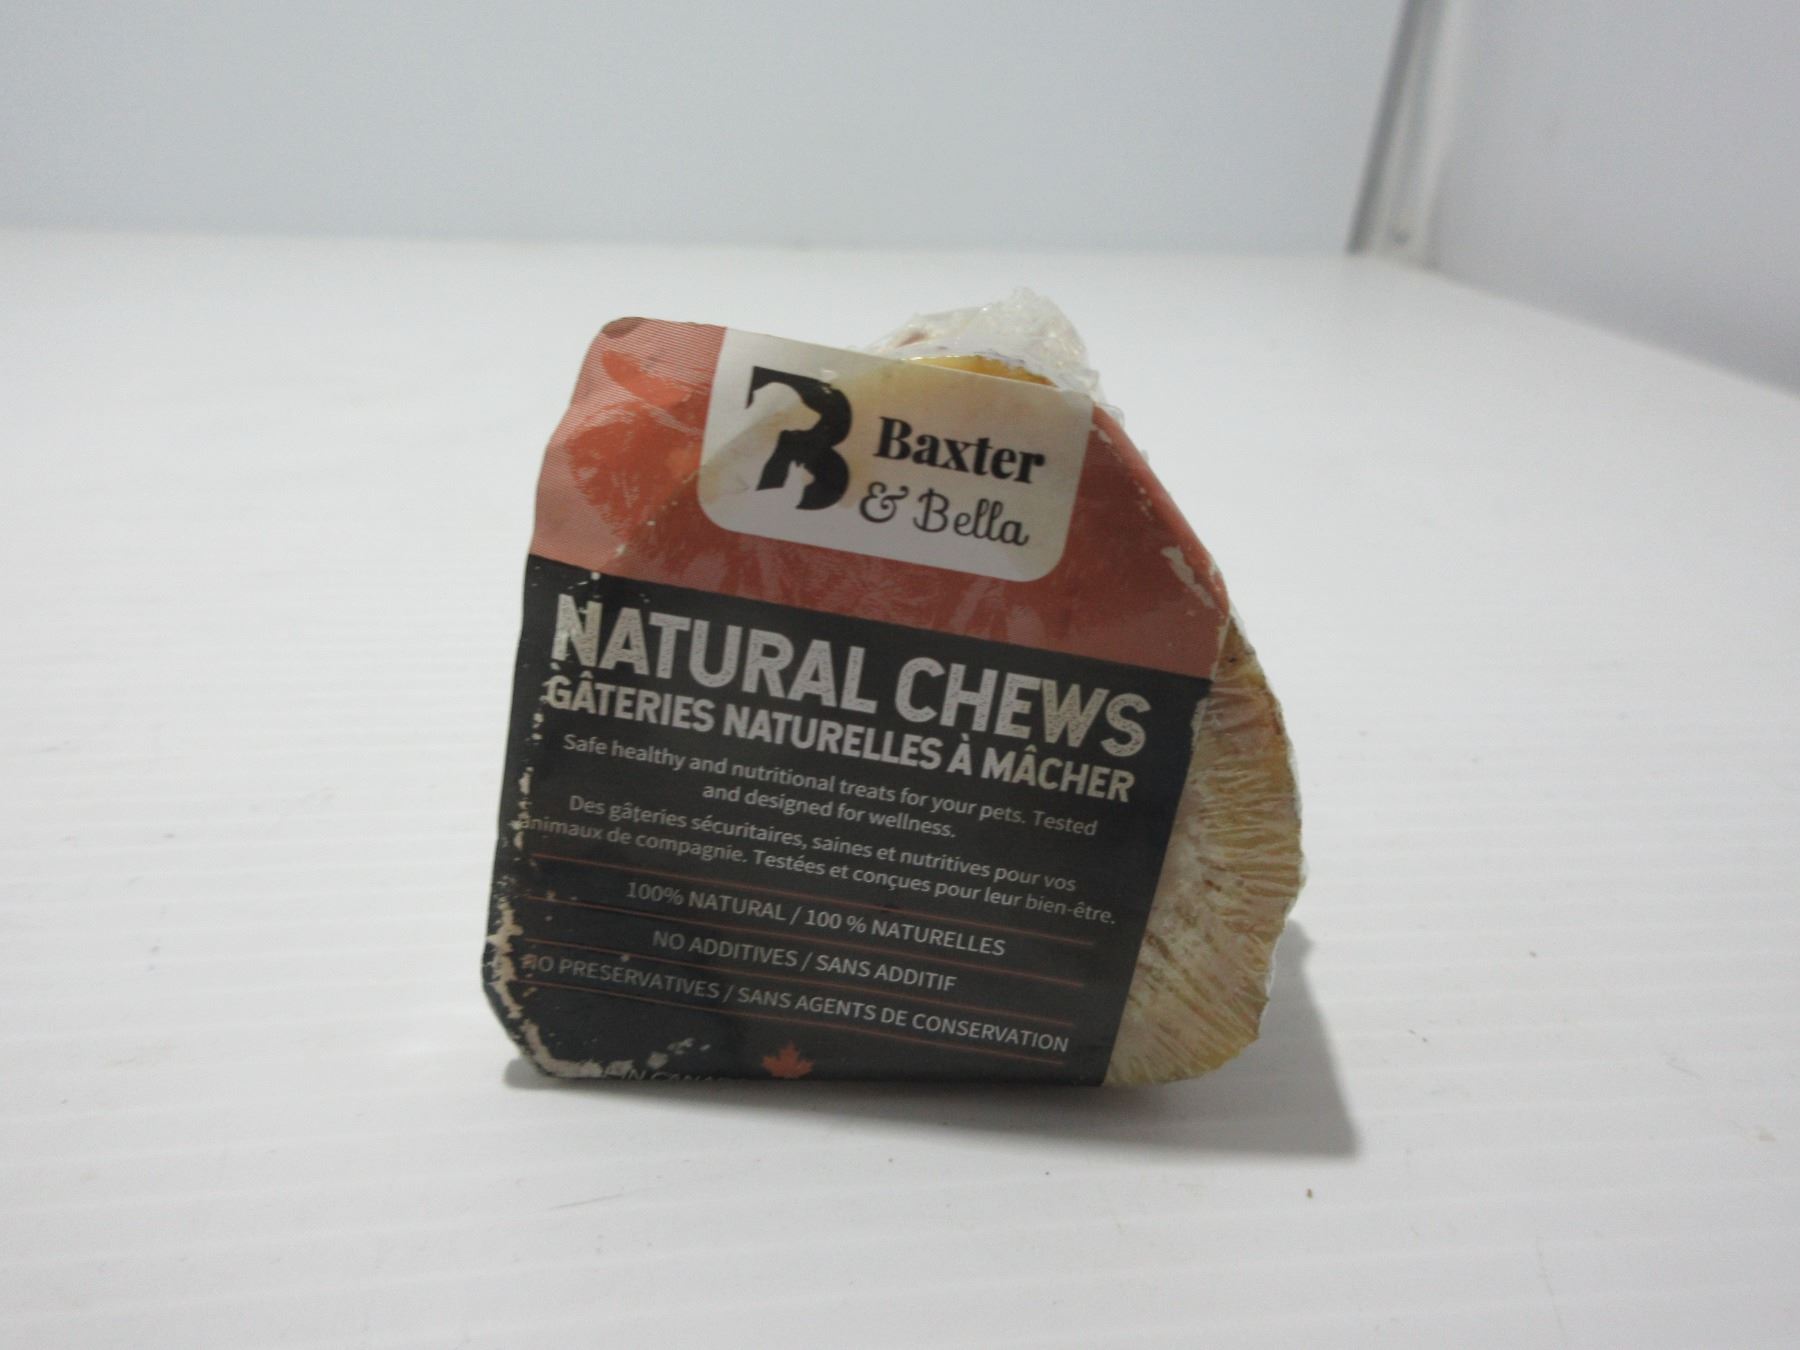 Baxter
& Bella
NATURAL CHEWS
GÂTERIES NATURELLES À MÂCHER
Safe healthy and nutritional treats for your pets. Tested
and designed for wellness.
Des gâteries sécuritaires, saines et nutritives pour vos
animaux de compagnie. Testées et conçues pour leur bien-être.
100% NATURAL / 100 % NATURELLES
NO ADDITIVES / SANS ADDITIF
NO PRESERVATIVES / SANS AGENTS DE CONSERVATION
IN